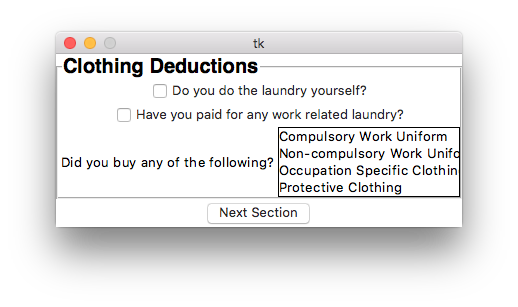 tk
Clothing Deductions
Do you do the laundry yourself?
Have you paid for any work related laundry?
Did you buy any of the following?
Compulsory Work Uniform
Non-compulsory Work Unifo
Occupation Specific Clothin
Protective Clothing
Next Section